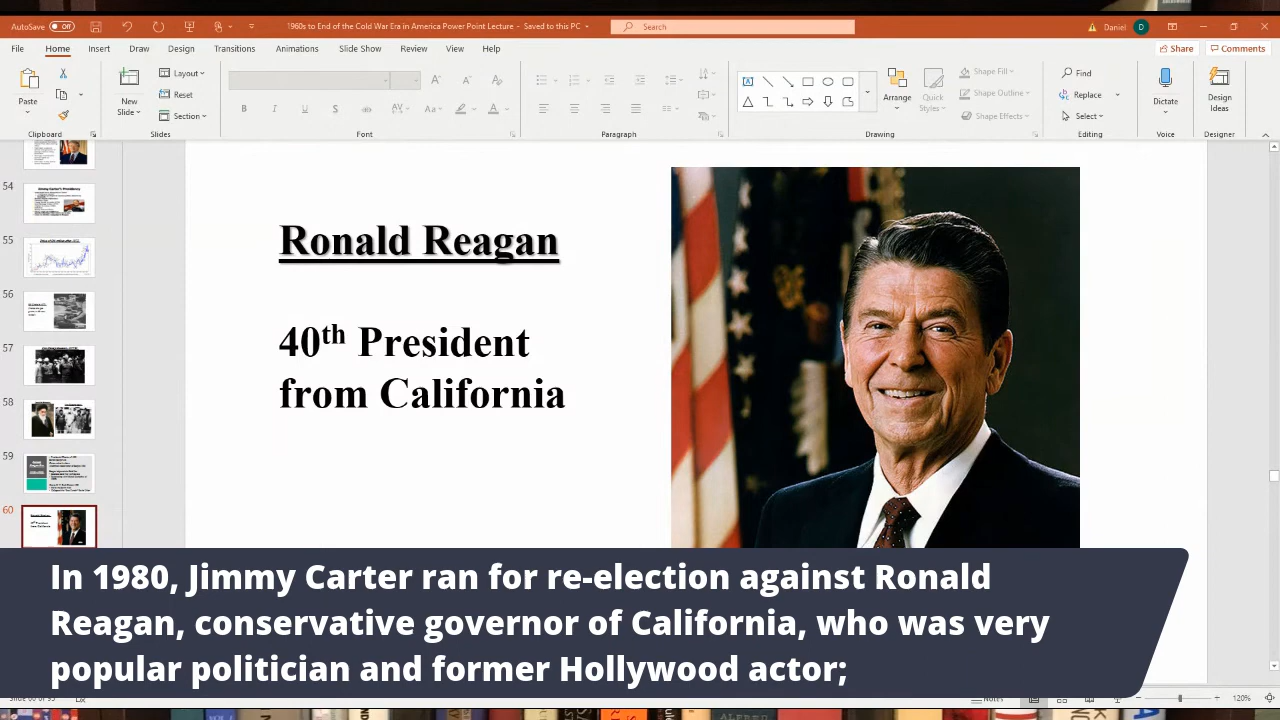 AutoSave Off
1960s to End of the Cold War Era in America Power Point Lecture - Saved to this PC
Search
Daniel D
File Home Insert Draw Design Transitions Animations Slide Show Review View Help
Share Comments
Paste
Clipboard
New Slide
Layout
Reset
Section
Slides
Font
Paragraph
Arrange
Quick Styles
Shape Fill
Shape Outline
Shape Effects
Drawing
Find
Replace
Select
Editing
Dictate
Voice
Design Ideas
Designer
54
55
56
57
58
59
60
Ronald Reagan
40th President
from California
In 1980, Jimmy Carter ran for re-election against Ronald
Reagan, conservative governor of California, who was very
popular politician and former Hollywood actor;
Notes
120%